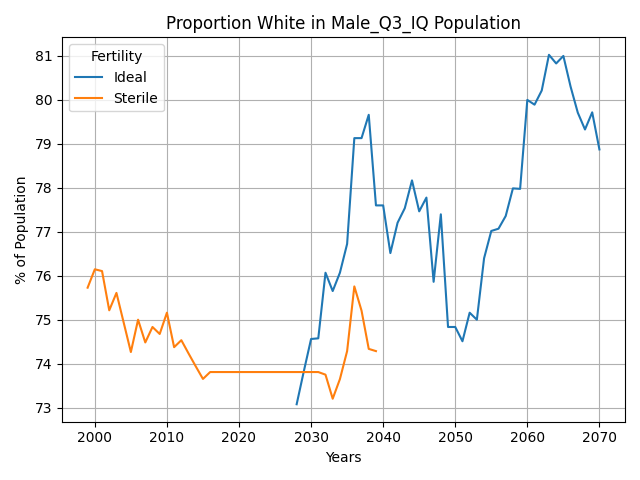 Proportion White in Male_Q3_IQ Population
Fertility
Ideal
Sterile
% of Population
81
80
79
78
77
76
75
74
73
2000
2010
2020
2030
2040
2050
2060
2070
Years